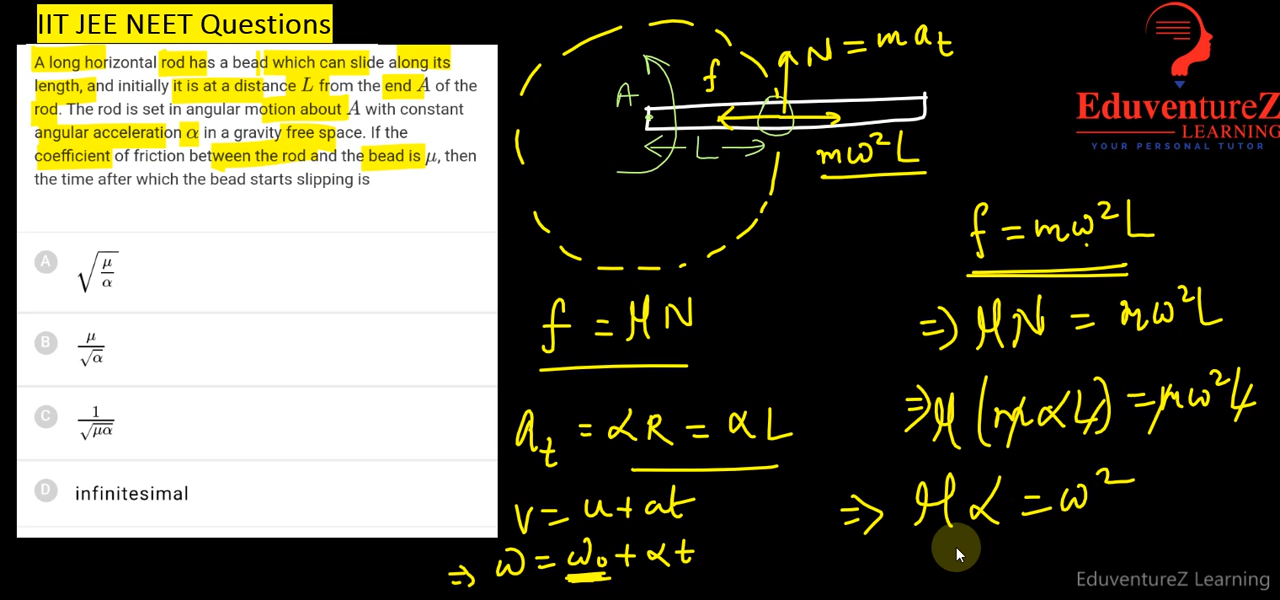 IIT JEE NEET Questions
A long horizontal rod has a bead which can slide along its
length, and initially it is at a distance L from the end A of the
rod. The rod is set in angular motion about A with constant
angular acceleration α in a gravity free space. If the
coefficient of friction between the rod and the bead is μ, then
the time after which the bead starts slipping is
A √(μ/α)
B μ/√α
C 1/√(μα)
D infinitesimal
A
f
N = m a_t
L
mω²L
f = μN
a_t = αR = αL
v = u + at
⇒ ω = ω₀ + αt
f = mω²L
⇒ μN = mω²L
⇒ μ(mαL) = mω²L
⇒ μα = ω²
EduventureZ
LEARNING
YOUR PERSONAL TUTOR
EduventureZ Learning